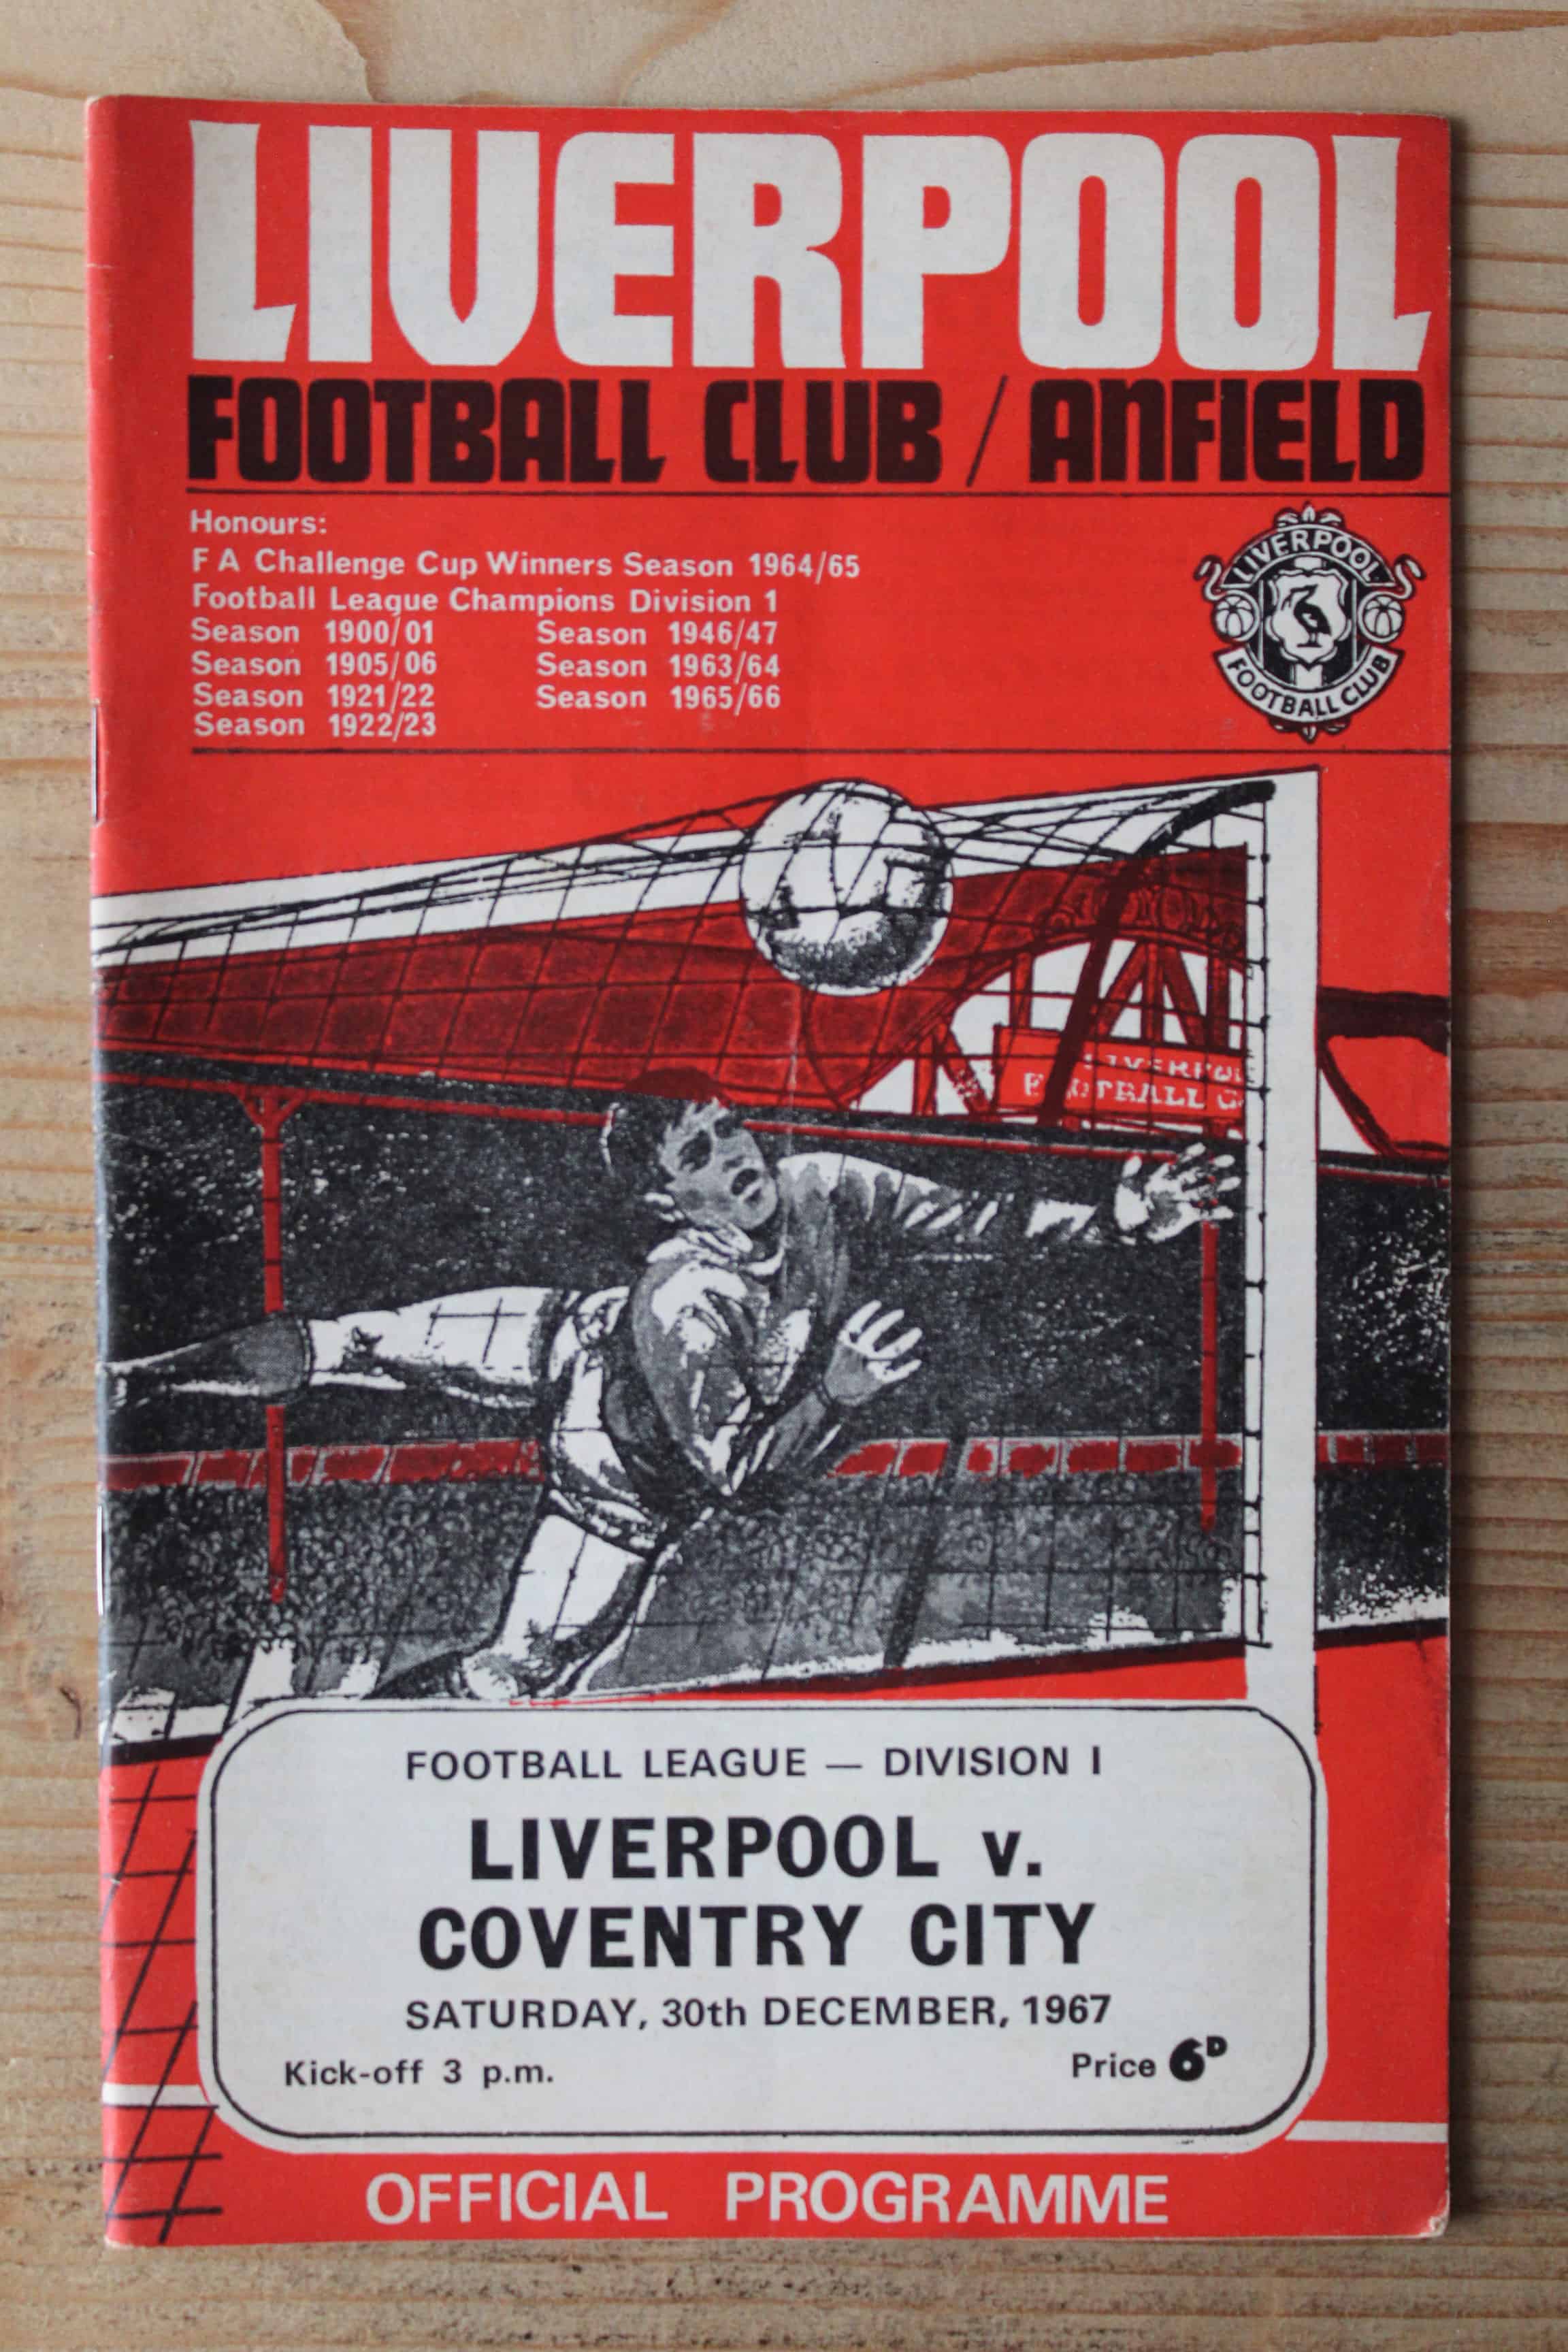 LIVERPOOL
FOOTBALL CLUB / ANFIELD
Honours:
F A Challenge Cup Winners Season 1964/65
Football League Champions Division 1
Season 1900/01 Season 1946/47
Season 1905/06 Season 1963/64
Season 1921/22 Season 1965/66
Season 1922/23
LIVERPOOL
FOOTBALL CLUB
LIVERPOOL
FOOTBALL C
FOOTBALL LEAGUE — DIVISION I
LIVERPOOL v.
COVENTRY CITY
SATURDAY, 30th DECEMBER, 1967
Kick-off 3 p.m. Price 6D
OFFICIAL PROGRAMME